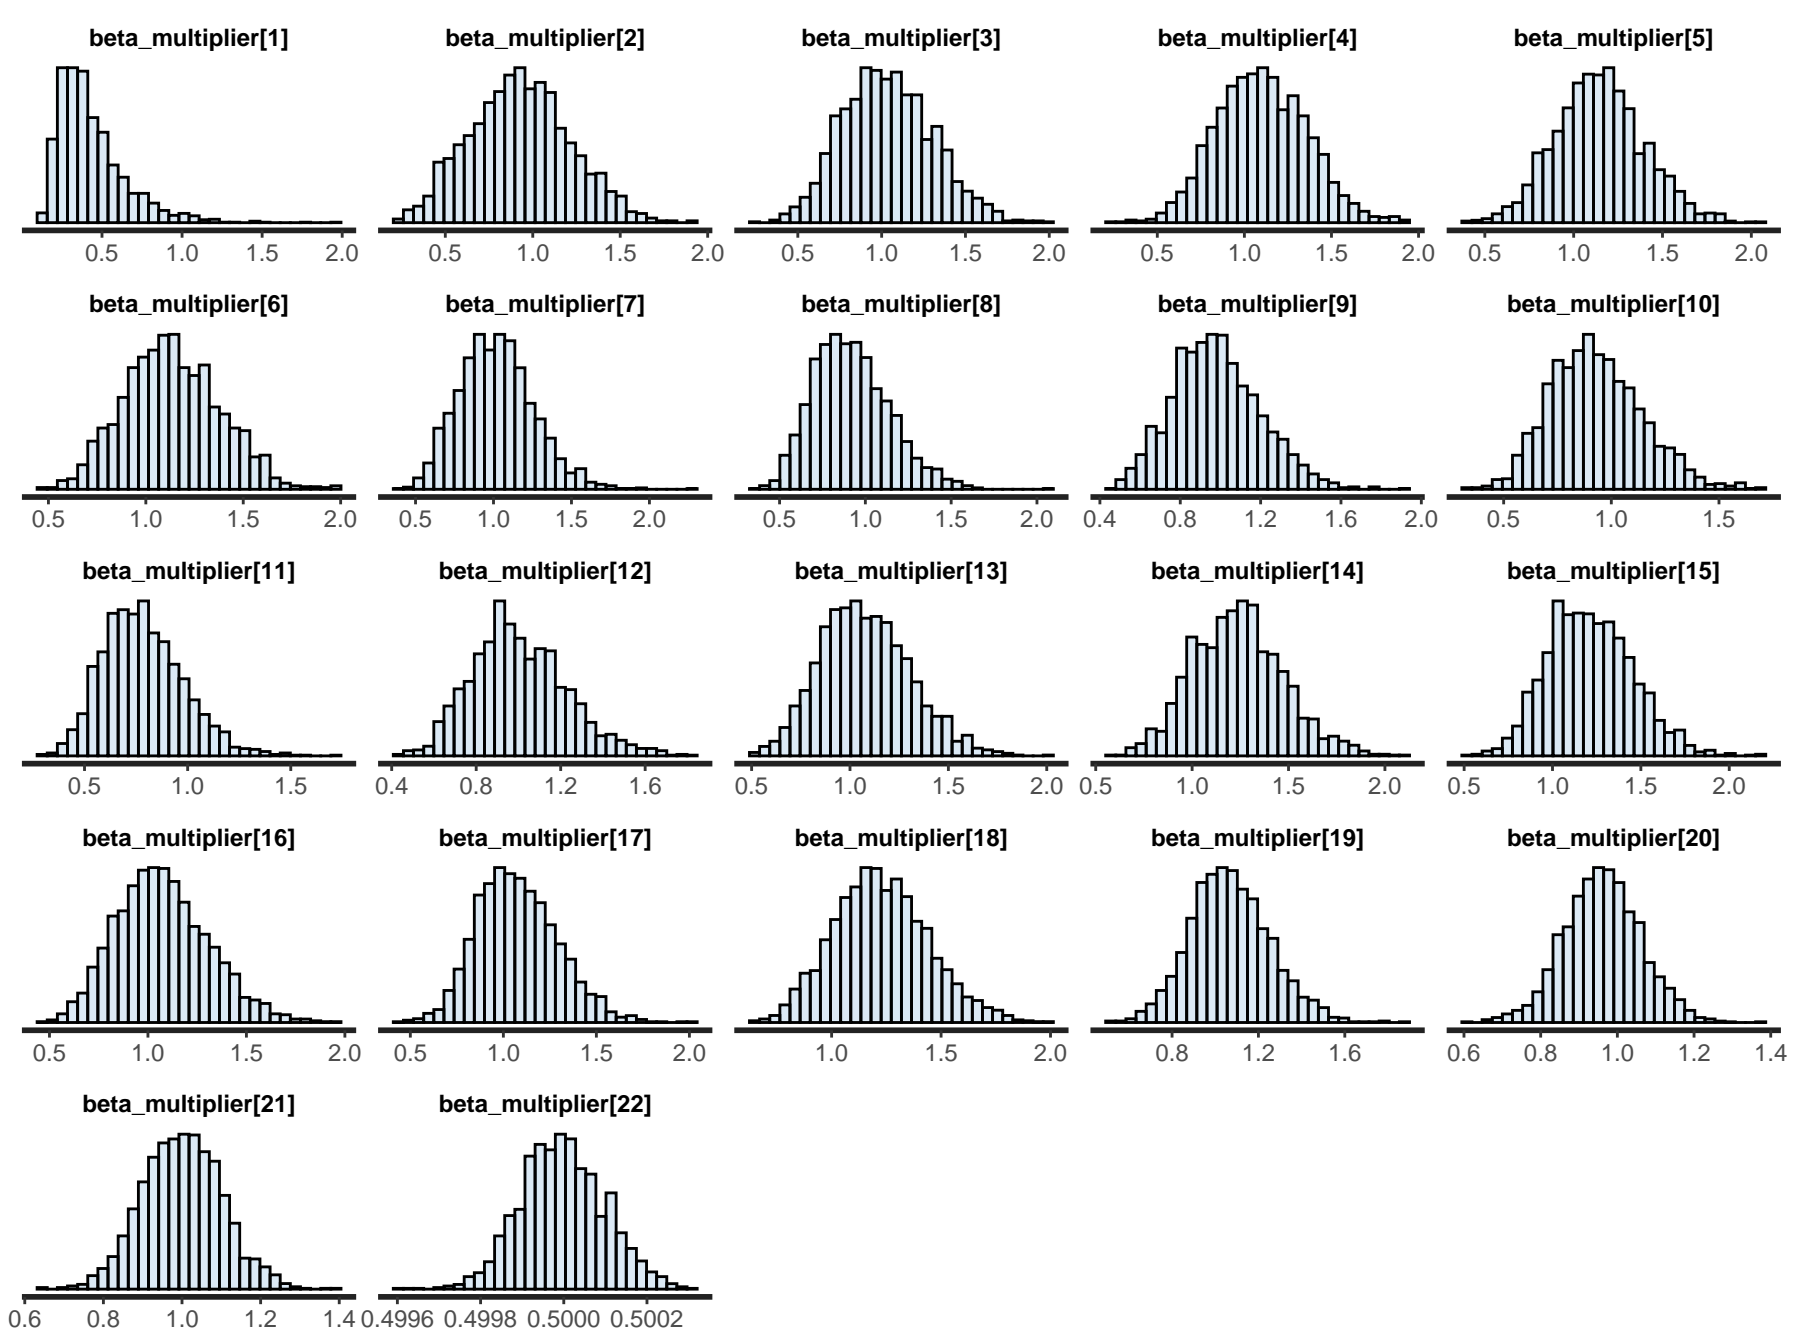 beta_multiplier[1] beta_multiplier[2] beta_multiplier[3] beta_multiplier[4] beta_multiplier[5]
0.5 1.0 1.5 2.0 0.5 1.0 1.5 2.0 0.5 1.0 1.5 2.0 0.5 1.0 1.5 2.0 0.5 1.0 1.5 2.0
beta_multiplier[6] beta_multiplier[7] beta_multiplier[8] beta_multiplier[9] beta_multiplier[10]
0.5 1.0 1.5 2.0 0.5 1.0 1.5 2.0 0.5 1.0 1.5 2.0 0.4 0.8 1.2 1.6 2.0 0.5 1.0 1.5
beta_multiplier[11] beta_multiplier[12] beta_multiplier[13] beta_multiplier[14] beta_multiplier[15]
0.5 1.0 1.5 0.4 0.8 1.2 1.6 0.5 1.0 1.5 2.0 0.5 1.0 1.5 2.0 0.5 1.0 1.5 2.0
beta_multiplier[16] beta_multiplier[17] beta_multiplier[18] beta_multiplier[19] beta_multiplier[20]
0.5 1.0 1.5 2.0 0.5 1.0 1.5 2.0 1.0 1.5 2.0 0.8 1.2 1.6 0.6 0.8 1.0 1.2 1.4
beta_multiplier[21] beta_multiplier[22]
0.6 0.8 1.0 1.2 1.4 0.4996 0.4998 0.5000 0.5002